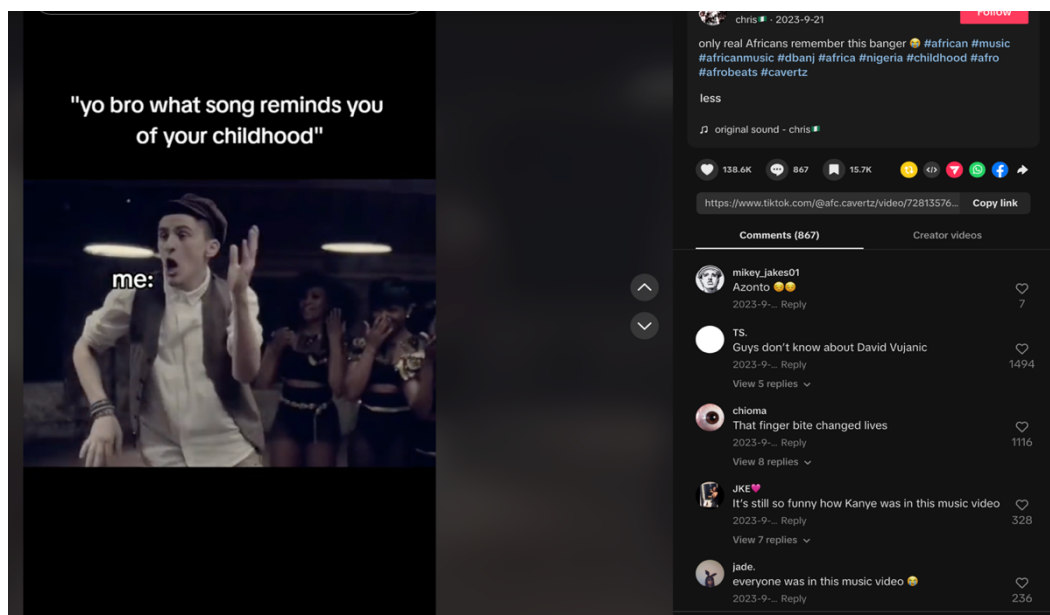 "yo bro what song reminds you
of your childhood"
me:
chris🇳🇬 · 2023-9-21
Follow
only real Africans remember this banger 😂 #african #music
#africanmusic #dbanj #africa #nigeria #childhood #afro
#afrobeats #cavertz
less
♫ original sound - chris🇳🇬
138.6K
867
15.7K
https://www.tiktok.com/@afc.cavertz/video/72813576...
Copy link
Comments (867)
Creator videos
mikey_jakes01
Azonto 😏😏
2023-9-... Reply
7
TS.
Guys don't know about David Vujanic
2023-9-... Reply
1494
View 5 replies
chioma
That finger bite changed lives
2023-9-... Reply
1116
View 8 replies
JKE💗
It's still so funny how Kanye was in this music video
2023-9-... Reply
328
View 7 replies
jade.
everyone was in this music video 😂
2023-9-... Reply
236